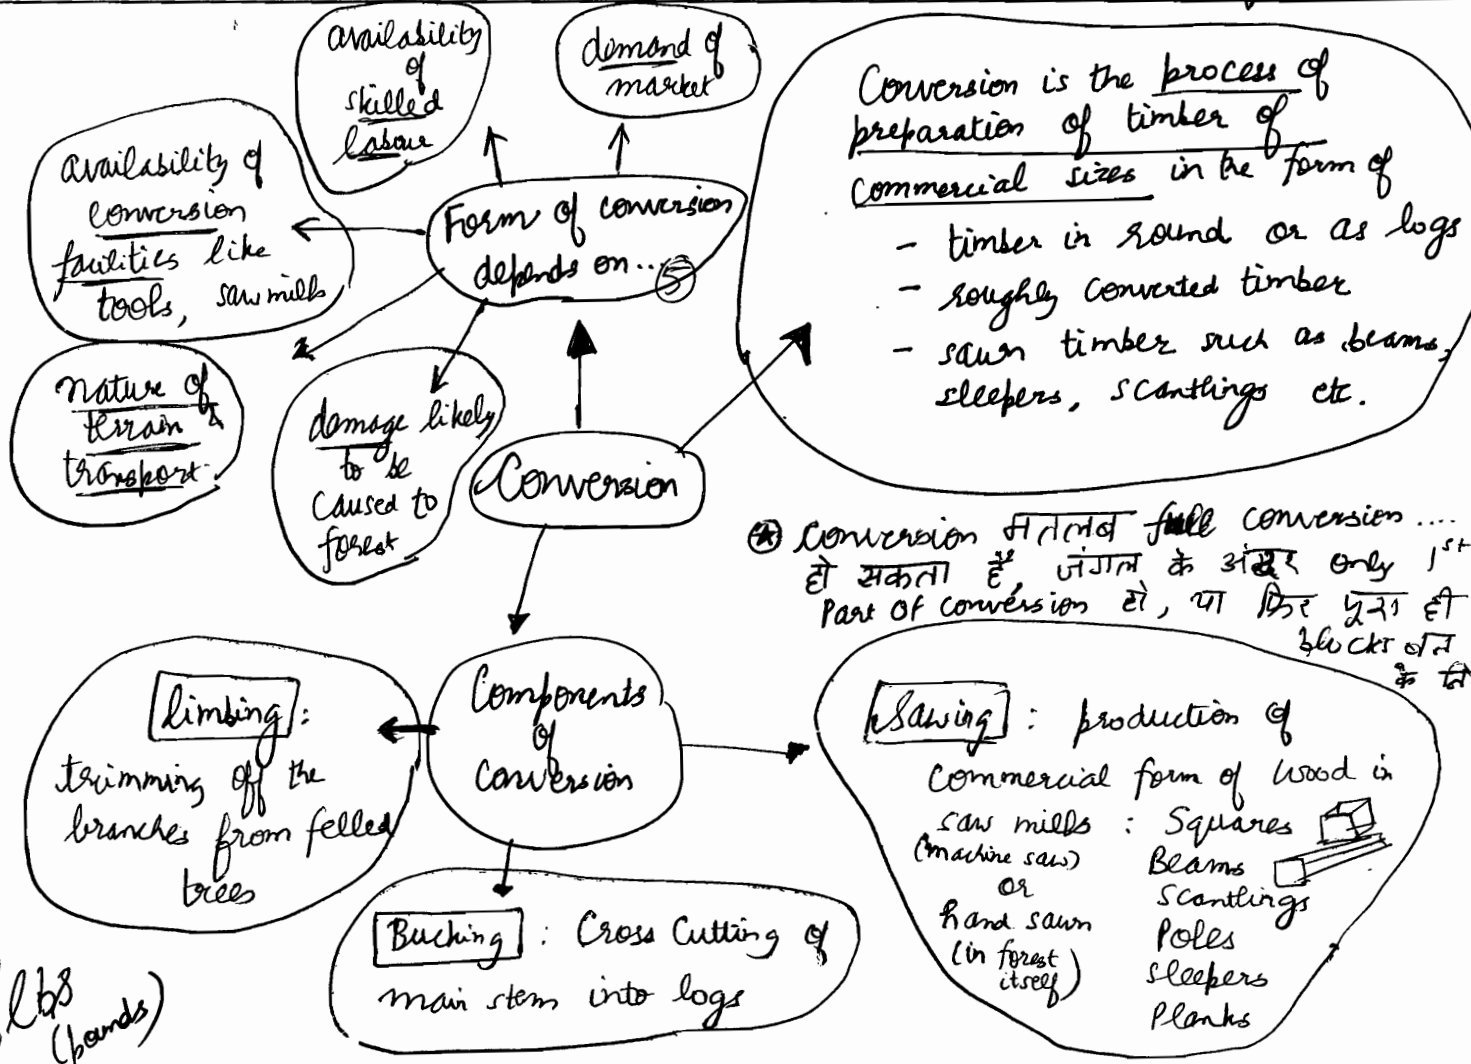 availability
of
skilled
labour
demand of
market
Conversion is the process of
preparation of timber of
commercial sizes in the form of
- timber in round or as logs
- roughly converted timber
- sawn timber such as beams,
sleepers, scantlings etc.
availability of
conversion
facilities like
tools, saw mills
Form of conversion
depends on... 5
nature of
terrain &
transport
damage likely
to be
caused to
forest
Conversion
conversion मतलब full conversion....
हो सकता है, जंगल के अंदर only 1st
Part of conversion हो, या फिर पूरा ही
blocks
के
Components
of
Conversion
limbing :
trimming off the
branches from felled
trees
Bucking : Cross Cutting of
main stem into logs
Sawing : production of
commercial form of wood in
saw mills : Squares
(machine saw) Beams
or Scantlings
hand sawn Poles
(in forest sleepers
itself) Planks
lbs
(pounds)